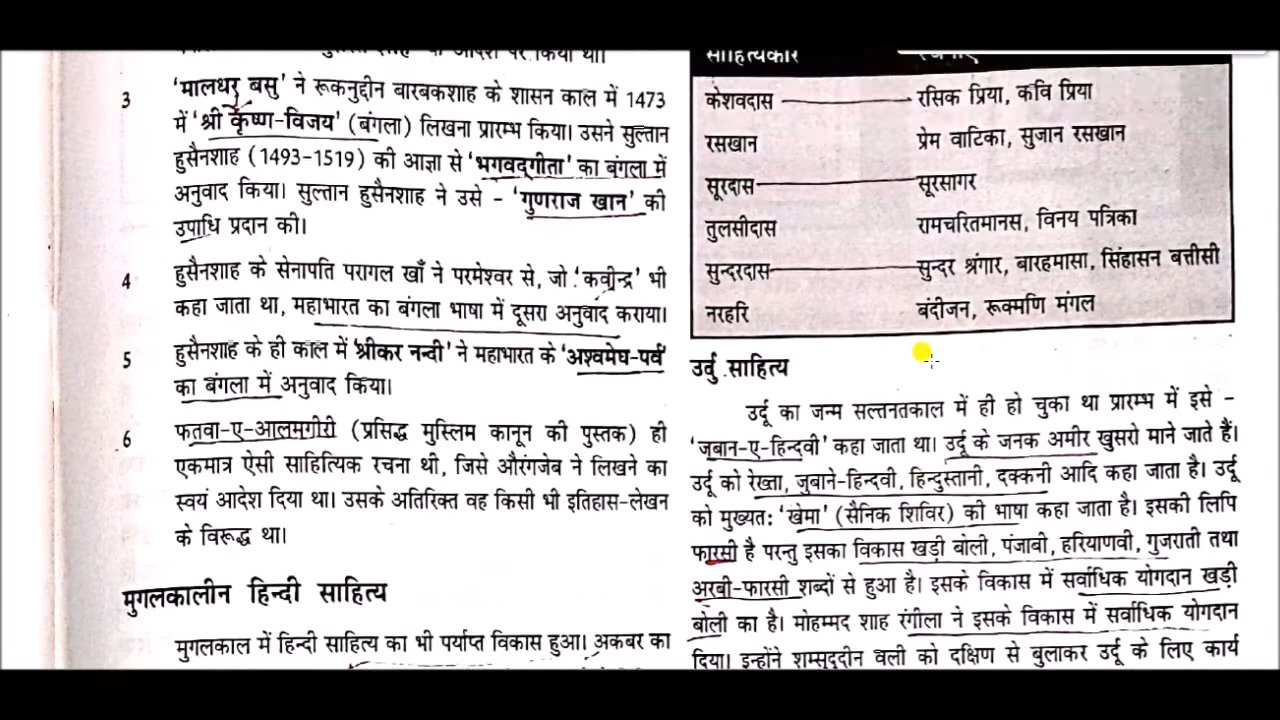 आदेश पर किया था।
3 'मालधर बसु' ने रूकनुद्दीन बारबकशाह के शासन काल में 1473
में 'श्री कृष्ण-विजय' (बंगला) लिखना प्रारम्भ किया। उसने सुल्तान
हुसैनशाह (1493-1519) की आज्ञा से 'भगवद्गीता' का बंगला में
अनुवाद किया। सुल्तान हुसैनशाह ने उसे - 'गुणराज खान' की
उपाधि प्रदान की।
4 हुसैनशाह के सेनापति परागल खाँ ने परमेश्वर से, जो 'कवीन्द्र' भी
कहा जाता था, महाभारत का बंगला भाषा में दूसरा अनुवाद कराया।
5 हुसैनशाह के ही काल में 'श्रीकर नन्दी' ने महाभारत के 'अश्वमेघ-पर्व'
का बंगला में अनुवाद किया।
6 फतवा-ए-आलमगीरी (प्रसिद्ध मुस्लिम कानून की पुस्तक) ही
एकमात्र ऐसी साहित्यिक रचना थी, जिसे औरंगजेब ने लिखने का
स्वयं आदेश दिया था। उसके अतिरिक्त वह किसी भी इतिहास-लेखन
के विरूद्ध था।
मुगलकालीन हिन्दी साहित्य
मुगलकाल में हिन्दी साहित्य का भी पर्याप्त विकास हुआ। अकबर का
साहित्यकार
केशवदास रसिक प्रिया, कवि प्रिया
रसखान प्रेम वाटिका, सुजान रसखान
सूरदास सूरसागर
तुलसीदास रामचरितमानस, विनय पत्रिका
सुन्दरदास सुन्दर श्रंगार, बारहमासा, सिंहासन बत्तीसी
नरहरि बंदीजन, रूक्मणि मंगल
उर्वु साहित्य
उर्दू का जन्म सल्तनतकाल में ही हो चुका था प्रारम्भ में इसे -
'जबान-ए-हिन्दवी' कहा जाता था। उर्दू के जनक अमीर खुसरो माने जाते हैं।
उर्दू को रेख्ता, जुबाने-हिन्दवी, हिन्दुस्तानी, दक्कनी आदि कहा जाता है। उर्दू
को मुख्यतः 'खेमा' (सैनिक शिविर) की भाषा कहा जाता है। इसकी लिपि
फारसी है परन्तु इसका विकास खड़ी बोली, पंजाबी, हरियाणवी, गुजराती तथा
अरबी-फारसी शब्दों से हुआ है। इसके विकास में सर्वाधिक योगदान खड़ी
बोली का है। मोहम्मद शाह रंगीला ने इसके विकास में सर्वाधिक योगदान
दिया। इन्होंने शम्सुद्दीन वली को दक्षिण से बुलाकर उर्दू के लिए कार्य